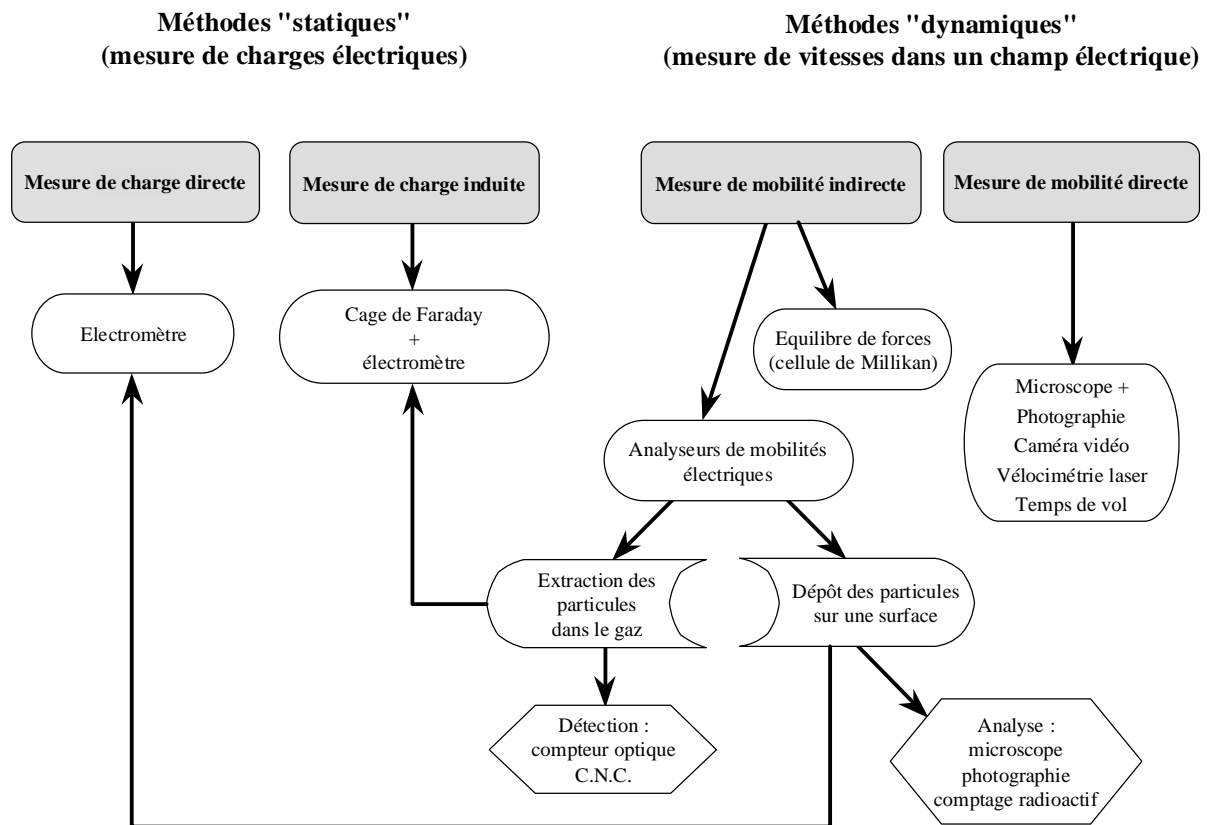 Méthodes "statiques"
(mesure de charges électriques)
Méthodes "dynamiques"
(mesure de vitesses dans un champ électrique)
Mesure de charge directe
Mesure de charge induite
Mesure de mobilité indirecte
Mesure de mobilité directe
Electromètre
Cage de Faraday
+
électromètre
Equilibre de forces
(cellule de Millikan)
Microscope +
Photographie
Caméra vidéo
Vélocimétrie laser
Temps de vol
Analyseurs de mobilités
électriques
Extraction des
particules
dans le gaz
Dépôt des particules
sur une surface
Détection :
compteur optique
C.N.C.
Analyse :
microscope
photographie
comptage radioactif